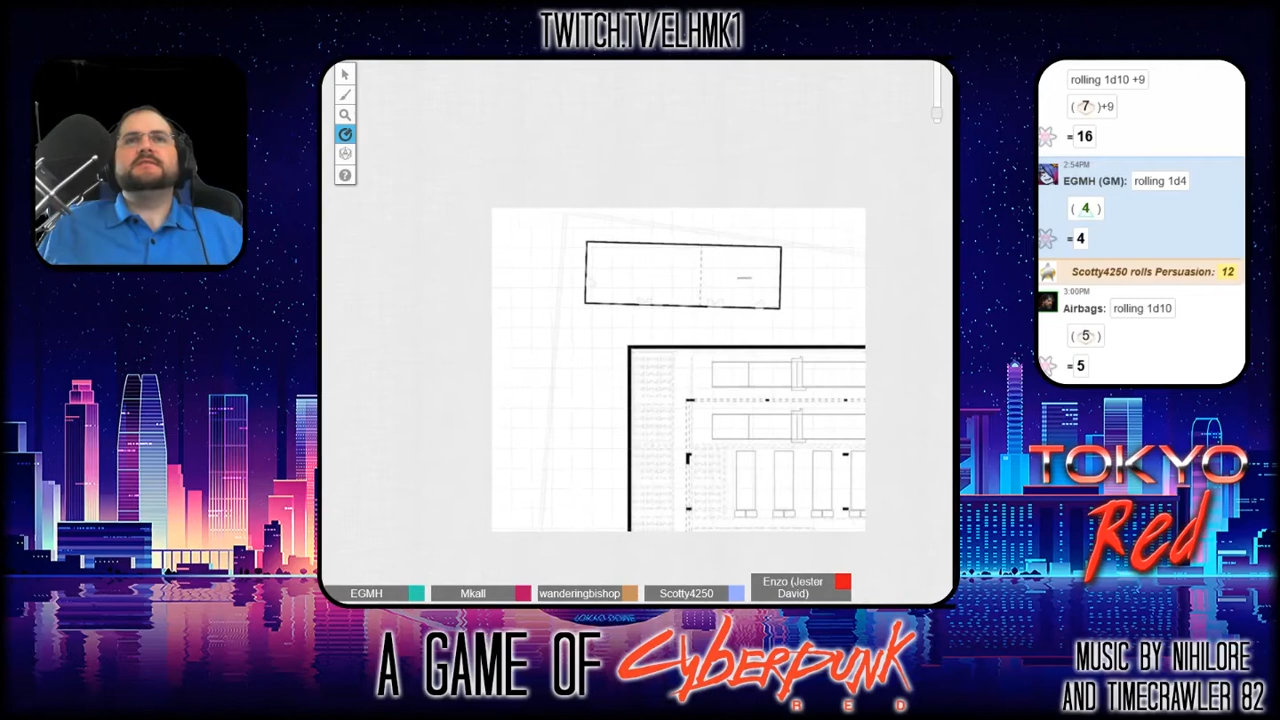 TWITCH.TV/ELHMK1
rolling 1d10 +9
( 7 )+9
= 16
2:54PM
EGMH (GM): rolling 1d4
( 4 )
= 4
Scotty4250 rolls Persuasion: 12
3:00PM
Airbags: rolling 1d10
( 5 )
= 5
?
EGMH
Mkall
wanderingbishop
Scotty4250
Enzo (Jester
David)
TOKYO
Red
A GAME OF Cyberpunk
RED
MUSIC BY NIHILORE
AND TIMECRAWLER 82